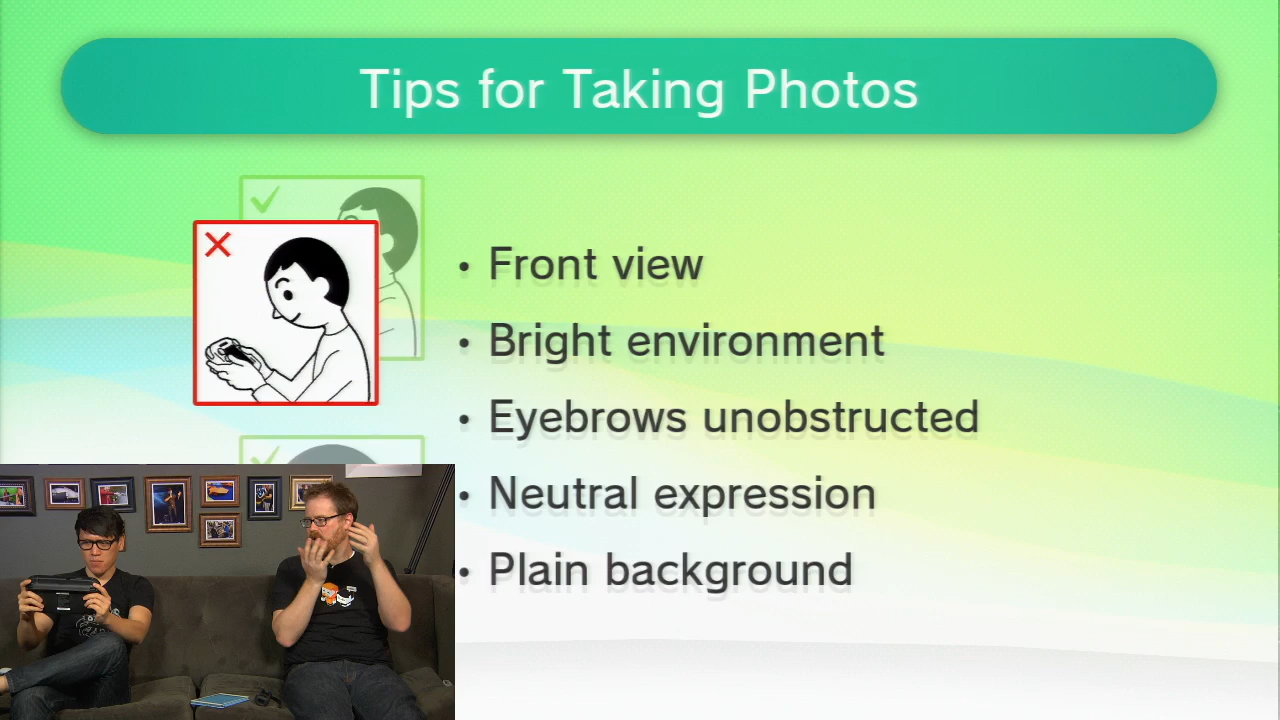 Tips for Taking Photos
• Front view
• Bright environment
• Eyebrows unobstructed
• Neutral expression
• Plain background